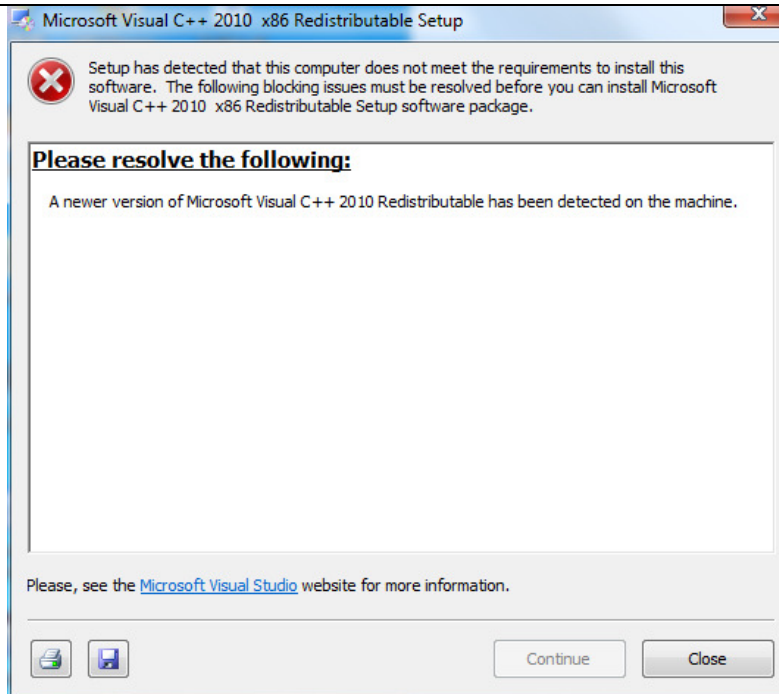 Microsoft Visual C++ 2010  x86 Redistributable Setup
Setup has detected that this computer does not meet the requirements to install this
software.  The following blocking issues must be resolved before you can install Microsoft
Visual C++ 2010  x86 Redistributable Setup software package.
Please resolve the following:
A newer version of Microsoft Visual C++ 2010 Redistributable has been detected on the machine.
Please, see the Microsoft Visual Studio website for more information.
Continue
Close